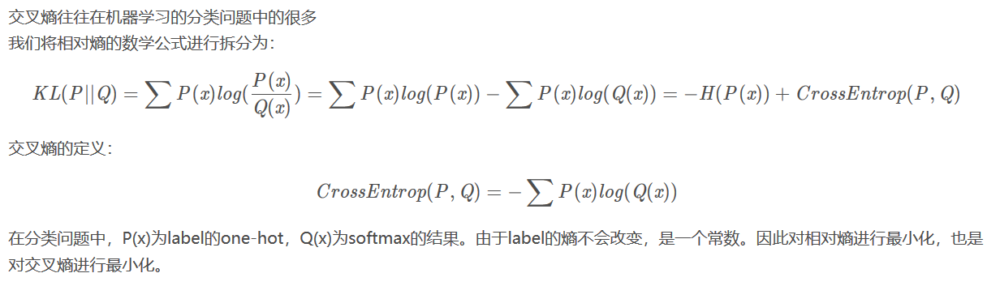 交叉熵往往在机器学习的分类问题中的很多
我们将相对熵的数学公式进行拆分为：
KL(P||Q) = ∑ P(x)log(P(x)/Q(x)) = ∑ P(x)log(P(x)) − ∑ P(x)log(Q(x)) = −H(P(x)) + CrossEntrop(P, Q)
交叉熵的定义：
CrossEntrop(P, Q) = − ∑ P(x)log(Q(x))
在分类问题中，P(x)为label的one-hot，Q(x)为softmax的结果。由于label的熵不会改变，是一个常数。因此对相对熵进行最小化，也是
对交叉熵进行最小化。